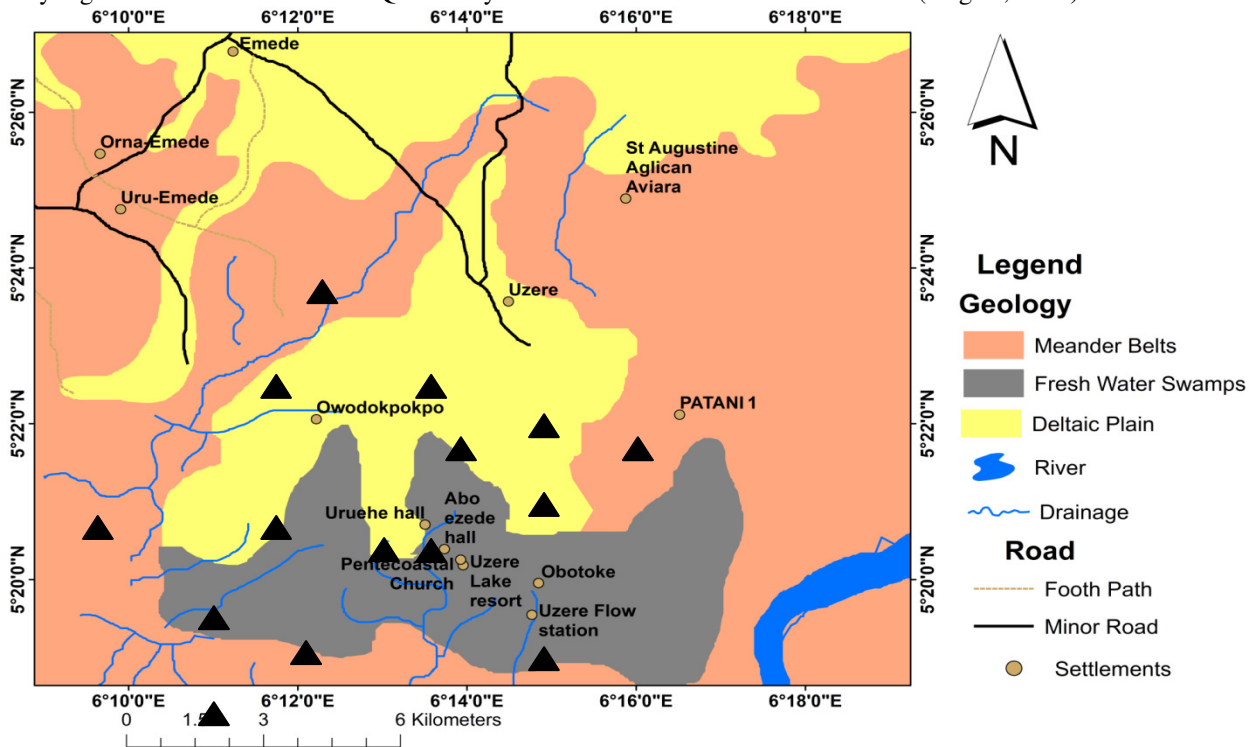 6°10'0"E 6°12'0"E 6°14'0"E 6°16'0"E 6°18'0"E
Emede
5°26'0"N 5°26'0"N
Orna-Emede
St Augustine
Aglican
Aviara
N
Uru-Emede
5°24'0"N 5°24'0"N
Legend
Geology
Uzere
Meander Belts
Fresh Water Swamps
Owodokpokpo
PATANI 1
5°22'0"N 5°22'0"N
Deltaic Plain
River
Uruehe hall
Abo
ezede
hall
Drainage
Road
Pentecoastal
Church
Uzere
Lake
resort
Obotoke
5°20'0"N 5°20'0"N
Footh Path
Uzere Flow
station
Minor Road
Settlements
6°10'0"E 6°12'0"E 6°14'0"E 6°16'0"E 6°18'0"E
0 3 6 Kilometers